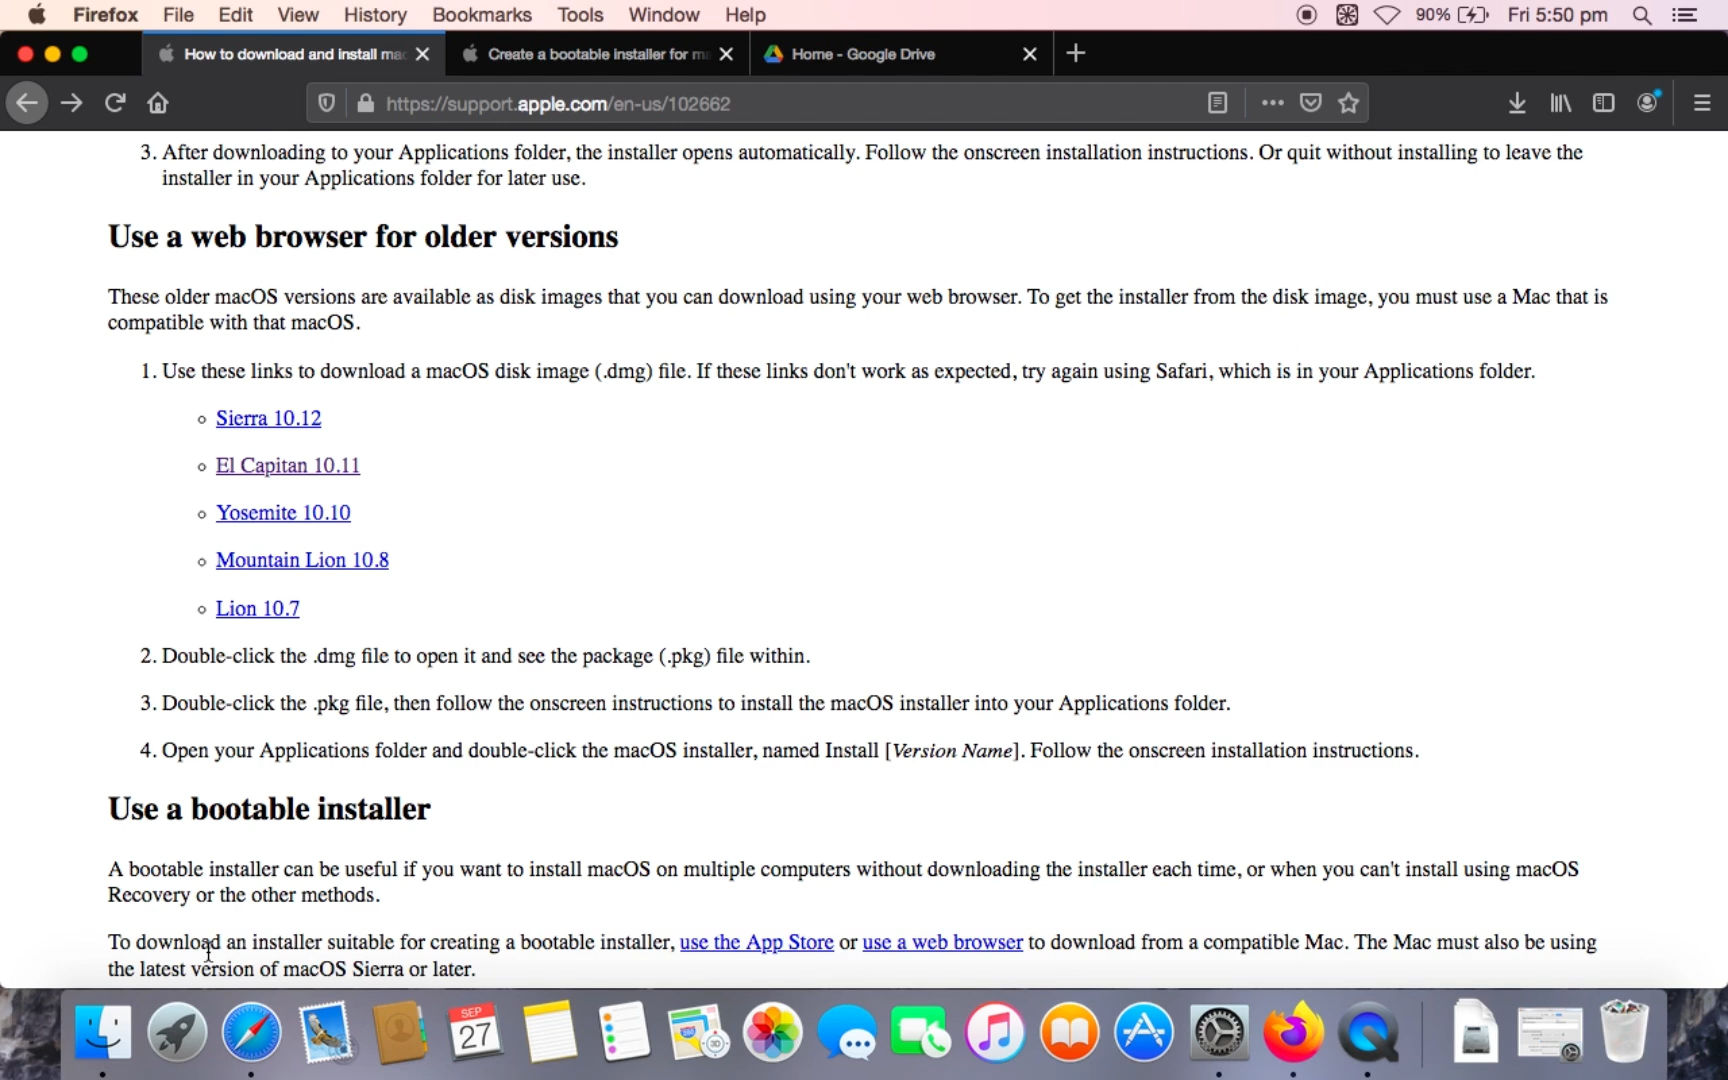 Firefox File Edit View History Bookmarks Tools Window Help 90% Fri 5:50 pm
How to download and install mac Create a bootable installer for m Home - Google Drive
https://support.apple.com/en-us/102662
3. After downloading to your Applications folder, the installer opens automatically. Follow the onscreen installation instructions. Or quit without installing to leave the
installer in your Applications folder for later use.
Use a web browser for older versions
These older macOS versions are available as disk images that you can download using your web browser. To get the installer from the disk image, you must use a Mac that is
compatible with that macOS.
1. Use these links to download a macOS disk image (.dmg) file. If these links don't work as expected, try again using Safari, which is in your Applications folder.
Sierra 10.12
El Capitan 10.11
Yosemite 10.10
Mountain Lion 10.8
Lion 10.7
2. Double-click the .dmg file to open it and see the package (.pkg) file within.
3. Double-click the .pkg file, then follow the onscreen instructions to install the macOS installer into your Applications folder.
4. Open your Applications folder and double-click the macOS installer, named Install [Version Name]. Follow the onscreen installation instructions.
Use a bootable installer
A bootable installer can be useful if you want to install macOS on multiple computers without downloading the installer each time, or when you can't install using macOS
Recovery or the other methods.
To download an installer suitable for creating a bootable installer, use the App Store or use a web browser to download from a compatible Mac. The Mac must also be using
the latest version of macOS Sierra or later.
SEP
27
3D